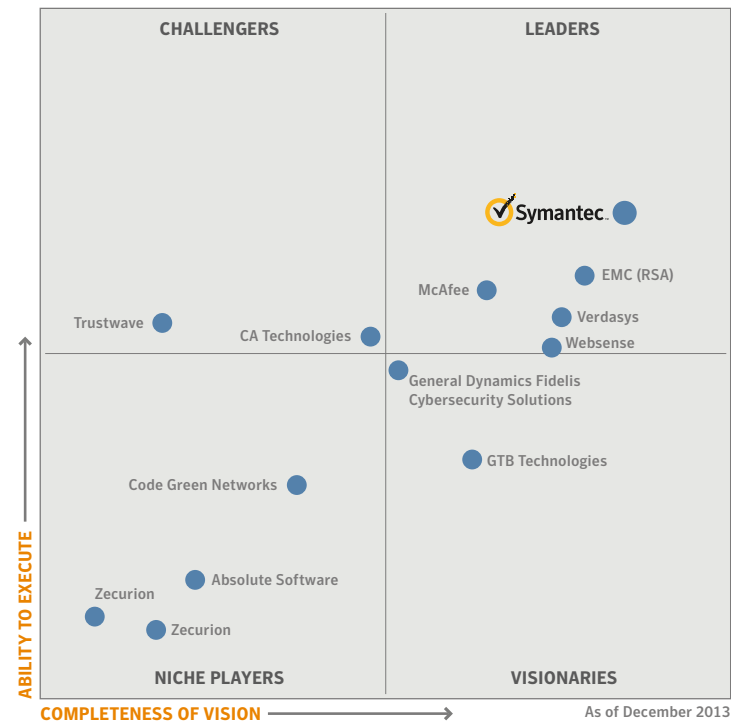 CHALLENGERS
LEADERS
Symantec™
EMC (RSA)
McAfee
Verdasys
Trustwave
CA Technologies
Websense
General Dynamics Fidelis
Cybersecurity Solutions
GTB Technologies
Code Green Networks
Absolute Software
Zecurion
Zecurion
NICHE PLAYERS
VISIONARIES
ABILITY TO EXECUTE
COMPLETENESS OF VISION
As of December 2013